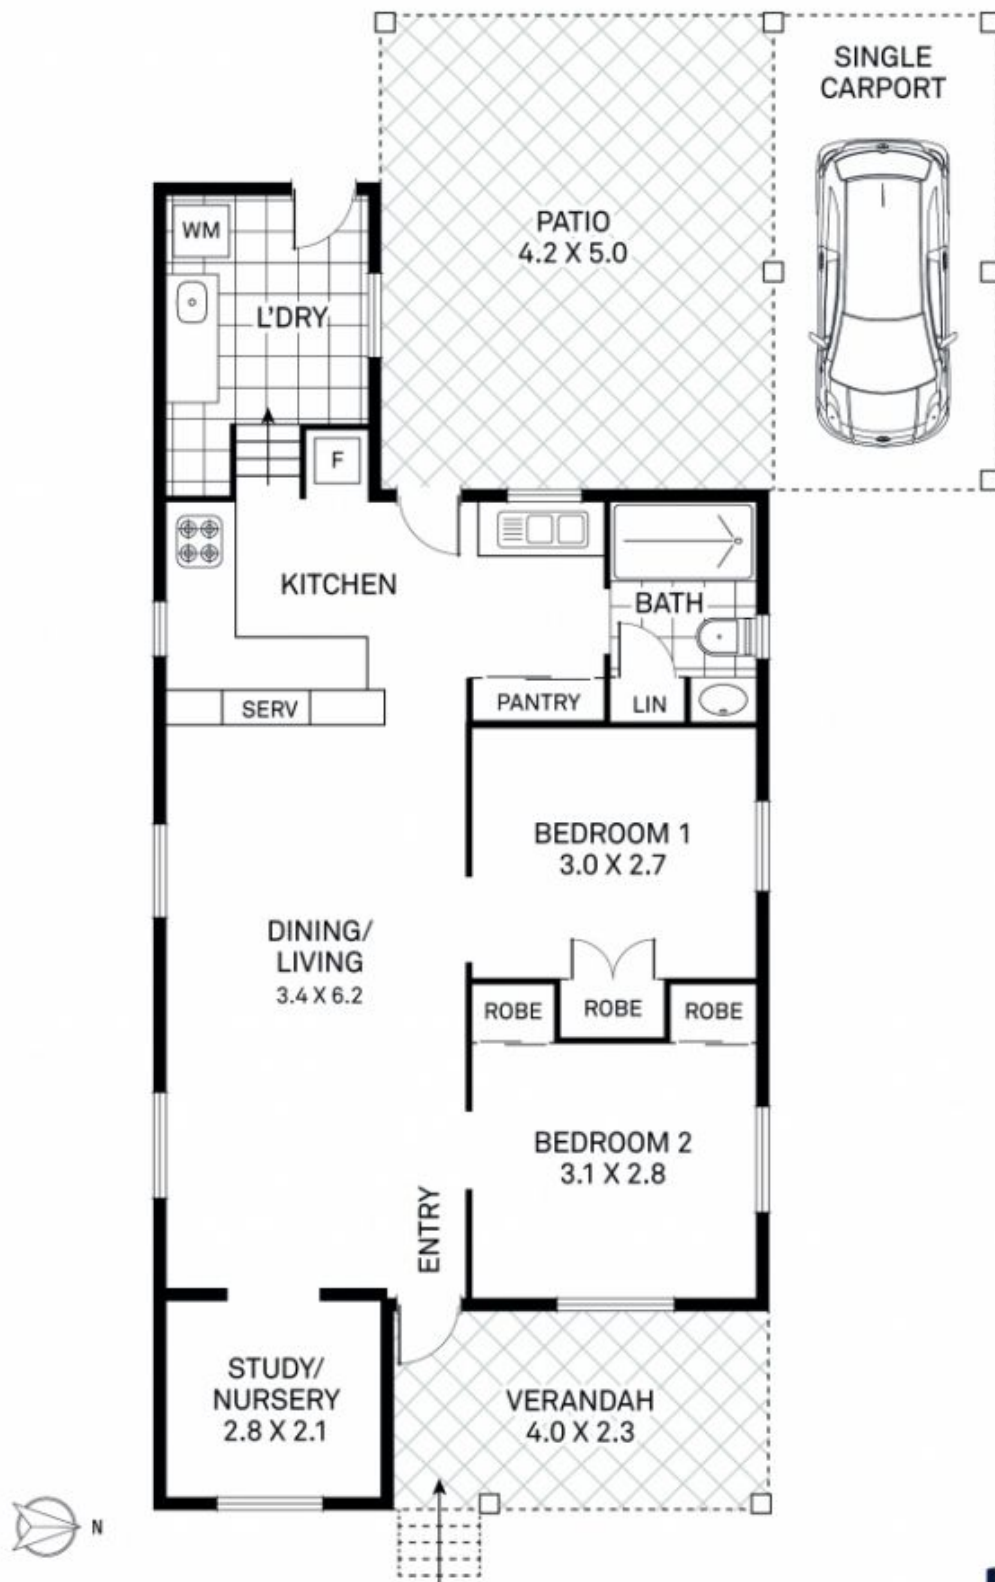 SINGLE
CARPORT
PATIO
4.2 X 5.0
WM
L'DRY
F
KITCHEN
BATH
SERV
PANTRY
LIN
BEDROOM 1
3.0 X 2.7
DINING/
LIVING
3.4 X 6.2
ROBE
ROBE
ROBE
BEDROOM 2
3.1 X 2.8
ENTRY
STUDY/
NURSERY
2.8 X 2.1
VERANDAH
4.0 X 2.3
N